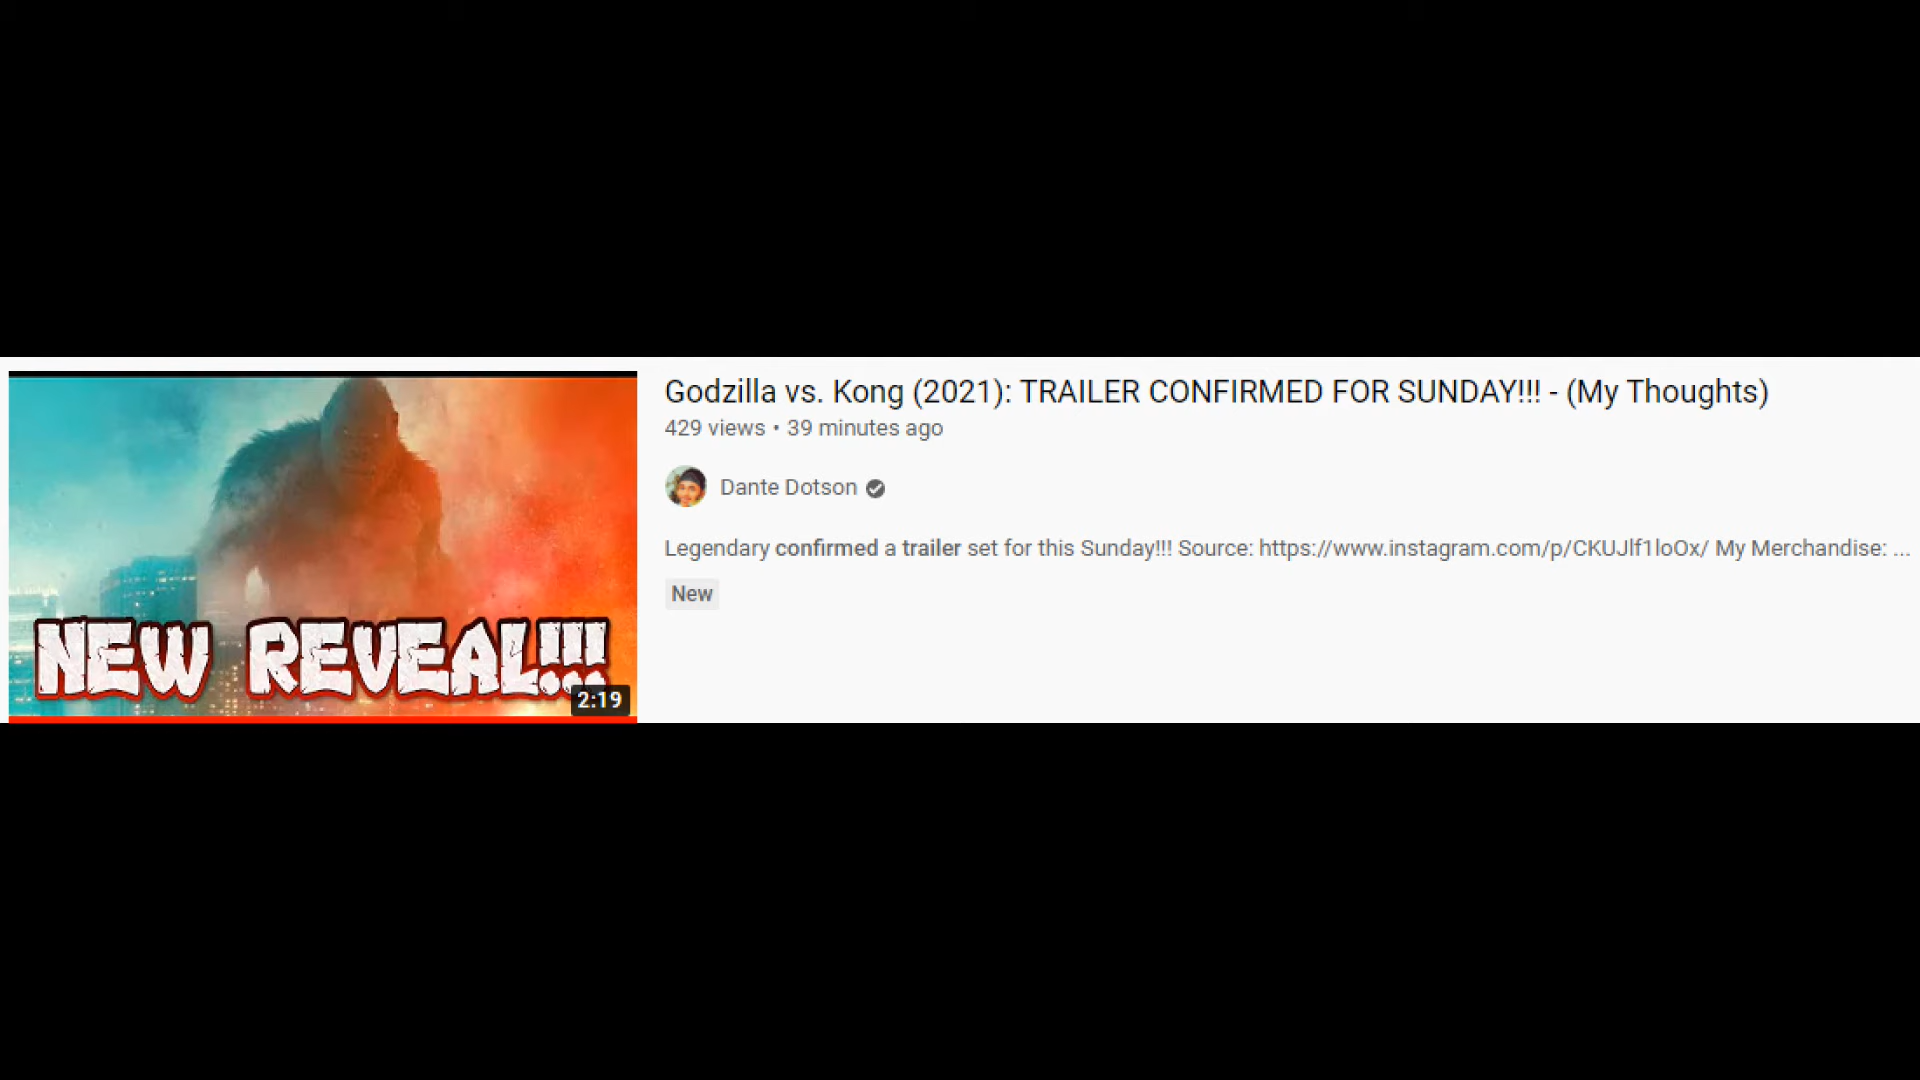 NEW REVEAL!!!
2:19
Godzilla vs. Kong (2021): TRAILER CONFIRMED FOR SUNDAY!!! - (My Thoughts)
429 views • 39 minutes ago
Dante Dotson
Legendary confirmed a trailer set for this Sunday!!! Source: https://www.instagram.com/p/CKUJlf1loOx/ My Merchandise: ...
New